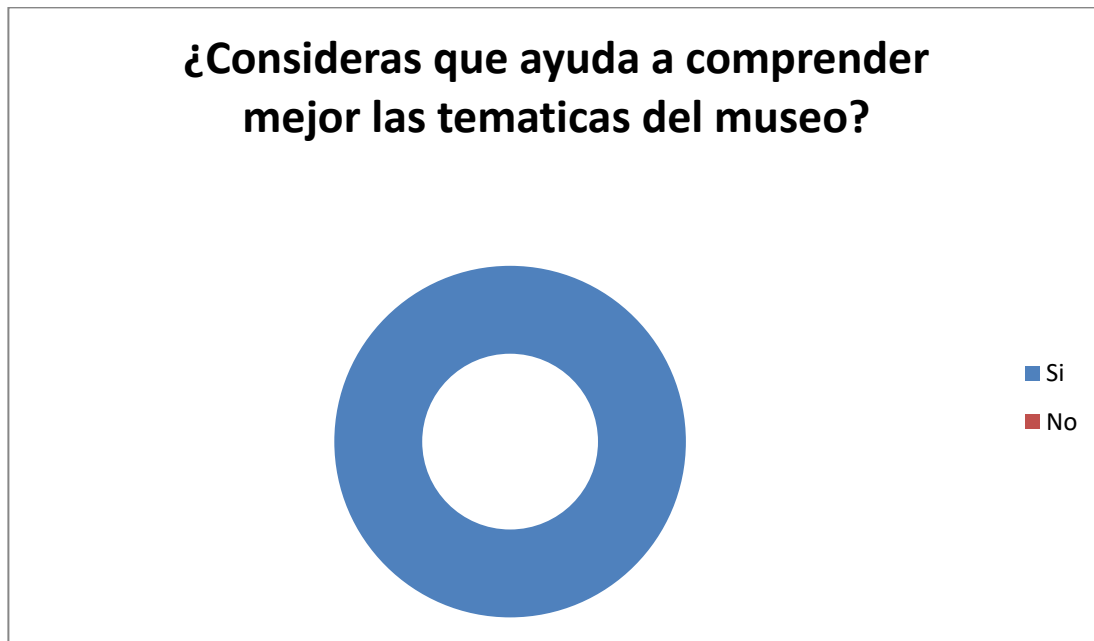 ¿Consideras que ayuda a comprender
mejor las tematicas del museo?
Si
No